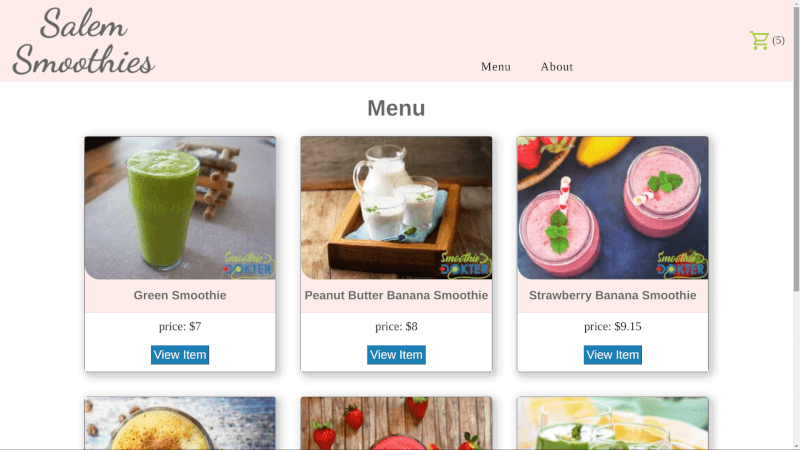 Salem
Smoothies
Menu
About
(5)
Menu
Smoothie
DOKTER
Smoothie
DOKTER
Smoothie
DOKTER
Green Smoothie
Peanut Butter Banana Smoothie
Strawberry Banana Smoothie
price: $7
price: $8
price: $9.15
View Item
View Item
View Item